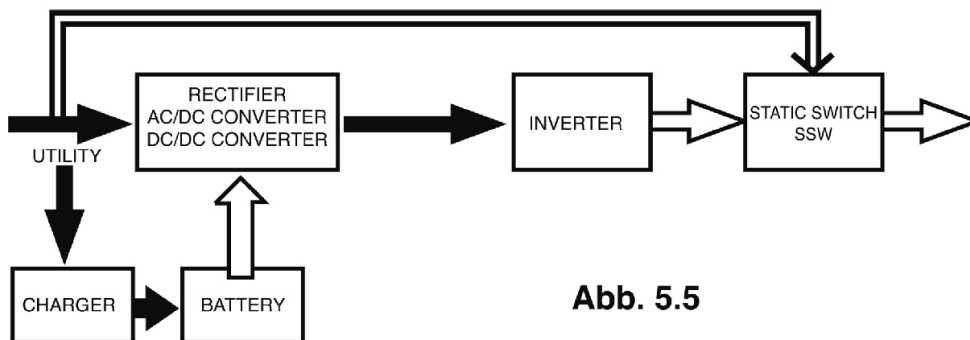 RECTIFIER
AC/DC CONVERTER
DC/DC CONVERTER
INVERTER
STATIC SWITCH
SSW
UTILITY
CHARGER
BATTERY
Abb. 5.5